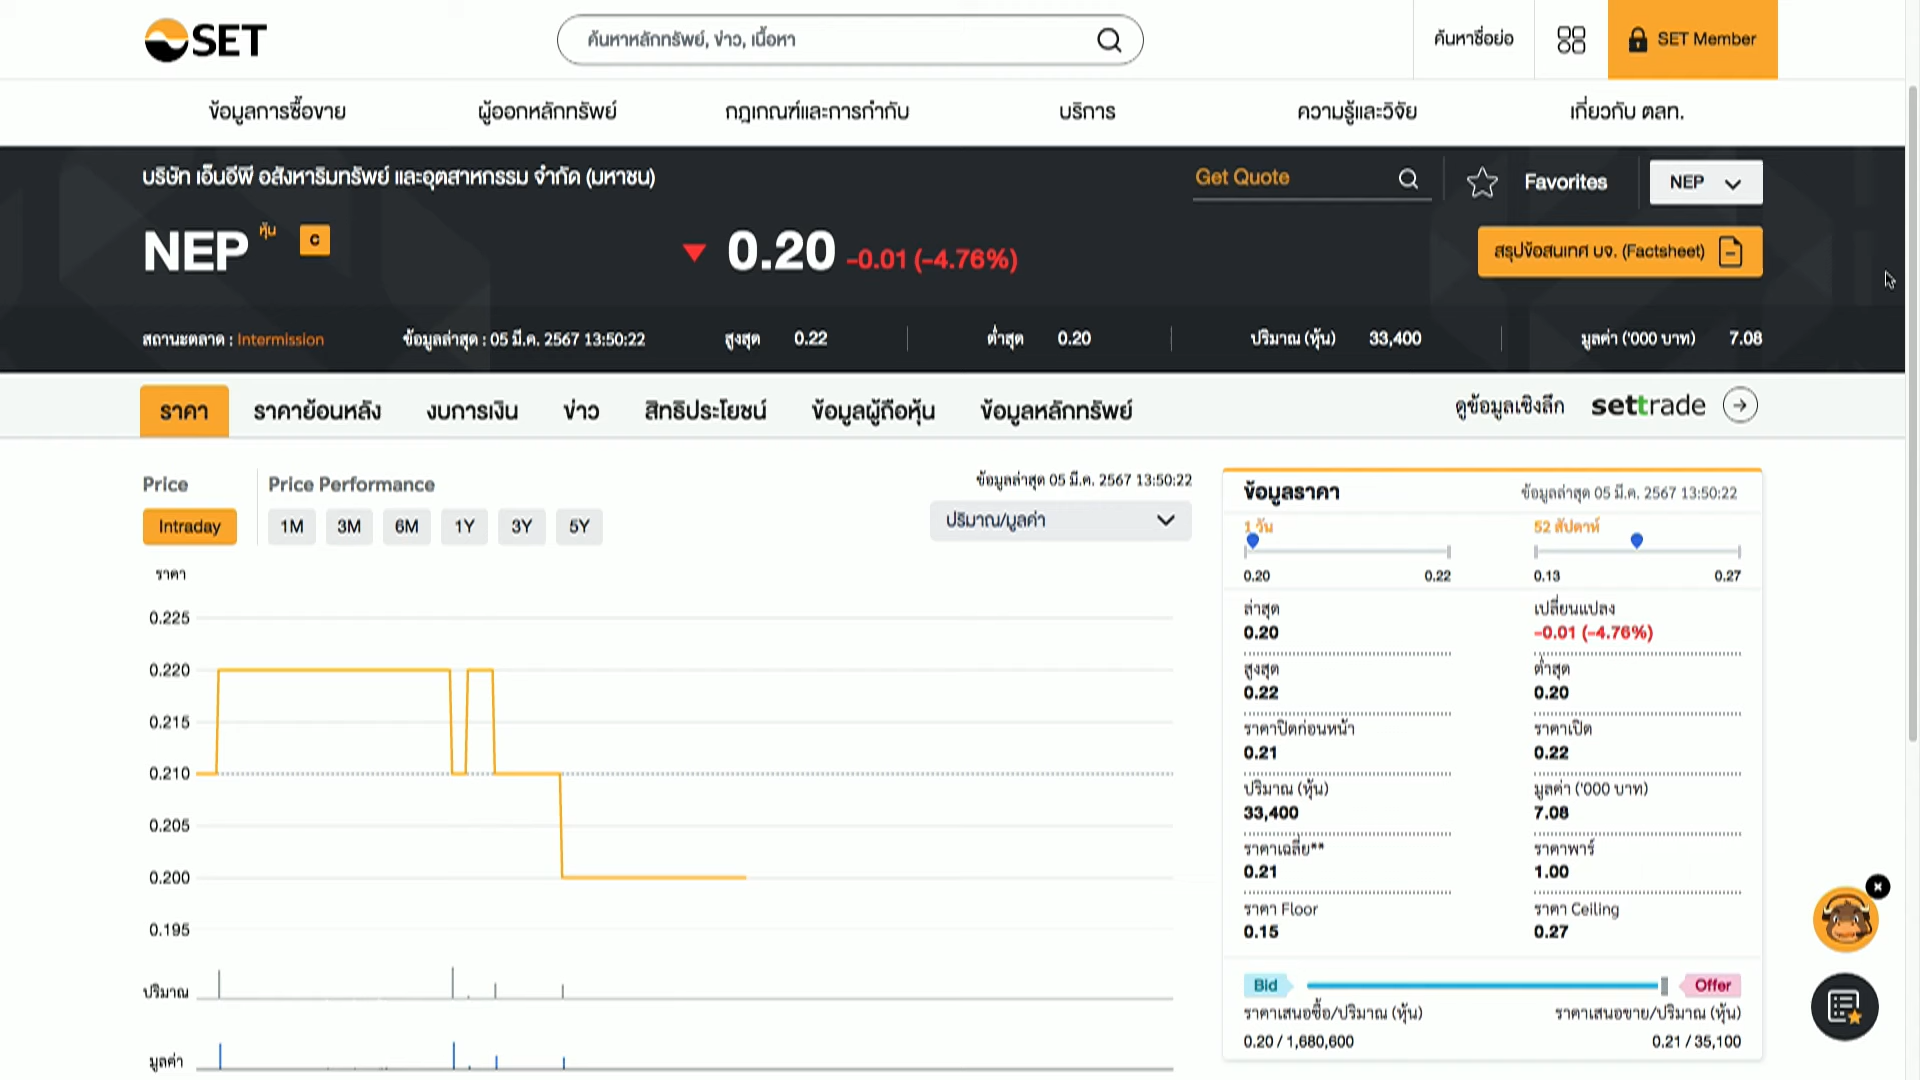 SET
ค้นหาหลักทรัพย์, ข่าว, เนื้อหา
ค้นหาชื่อย่อ
SET Member
ข้อมูลการซื้อขาย ผู้ออกหลักทรัพย์ กฎเกณฑ์และการกำกับ บริการ ความรู้และวิจัย เกี่ยวกับ ตลท.
บริษัท เอ็นอีพี อสังหาริมทรัพย์ และอุตสาหกรรม จำกัด (มหาชน)
Get Quote
Favorites
NEP
NEP หุ้น C
0.20 -0.01 (-4.76%)
สรุปข้อสนเทศ บจ. (Factsheet)
สถานะตลาด : Intermission ข้อมูลล่าสุด : 05 มี.ค. 2567 13:50:22 สูงสุด 0.22 ต่ำสุด 0.20 ปริมาณ (หุ้น) 33,400 มูลค่า ('000 บาท) 7.08
ราคา ราคาย้อนหลัง งบการเงิน ข่าว สิทธิประโยชน์ ข้อมูลผู้ถือหุ้น ข้อมูลหลักทรัพย์ ดูข้อมูลเชิงลึก settrade
Price Price Performance
Intraday 1M 3M 6M 1Y 3Y 5Y
ข้อมูลล่าสุด 05 มี.ค. 2567 13:50:22
ปริมาณ/มูลค่า
ราคา
0.225
0.220
0.215
0.210
0.205
0.200
0.195
ปริมาณ
มูลค่า
ข้อมูลราคา ข้อมูลล่าสุด 05 มี.ค. 2567 13:50:22
1 วัน 52 สัปดาห์
0.20 0.22 0.13 0.27
ล่าสุด เปลี่ยนแปลง
0.20 -0.01 (-4.76%)
สูงสุด ต่ำสุด
0.22 0.20
ราคาปิดก่อนหน้า ราคาเปิด
0.21 0.22
ปริมาณ (หุ้น) มูลค่า ('000 บาท)
33,400 7.08
ราคาเฉลี่ย** ราคาพาร์
0.21 1.00
ราคา Floor ราคา Ceiling
0.15 0.27
Bid Offer
ราคาเสนอซื้อ/ปริมาณ (หุ้น) ราคาเสนอขาย/ปริมาณ (หุ้น)
0.20 / 1,680,600 0.21 / 35,100